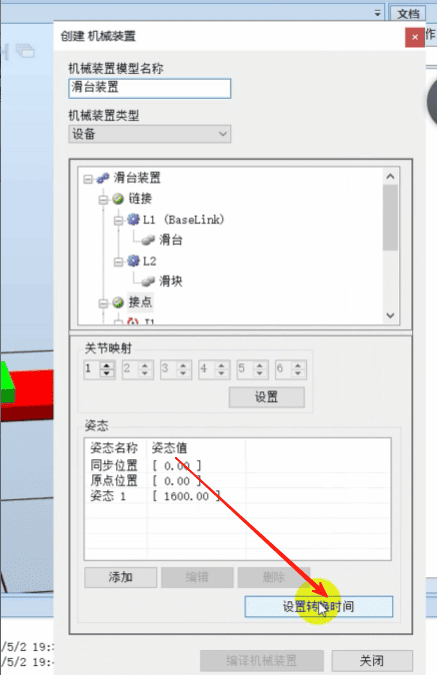 文档
创建 机械装置
作
机械装置模型名称
滑台装置
机械装置类型
设备
滑台装置
链接
L1 (BaseLink)
滑台
L2
滑块
接点
J1
关节映射
1 2 3 4 5 6
设置
姿态
姿态名称 姿态值
同步位置 [ 0.00 ]
原点位置 [ 0.00 ]
姿态 1 [ 1600.00 ]
添加 编辑 删除
设置转换时间
/5/2 19:
/5/2 19:
编译机械装置 关闭